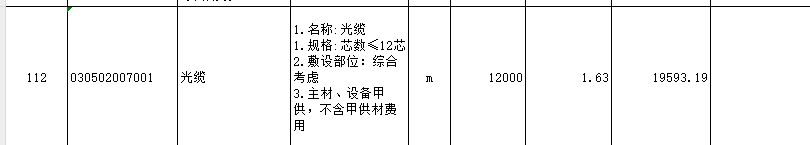 112
030502007001
光缆
1.名称:光缆
1.规格:芯数≤12芯
2.敷设部位:综合
考虑
3.主材、设备甲
供，不含甲供材费
用
m
12000
1.63
19593.19